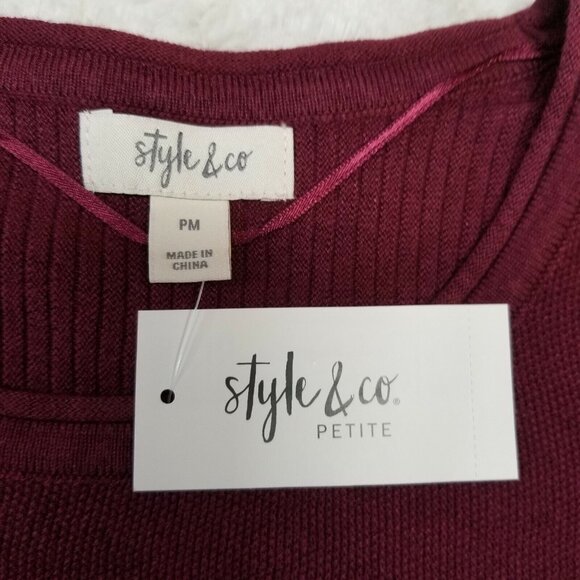 style & co
PM
MADE IN
CHINA
style & co.®
PETITE